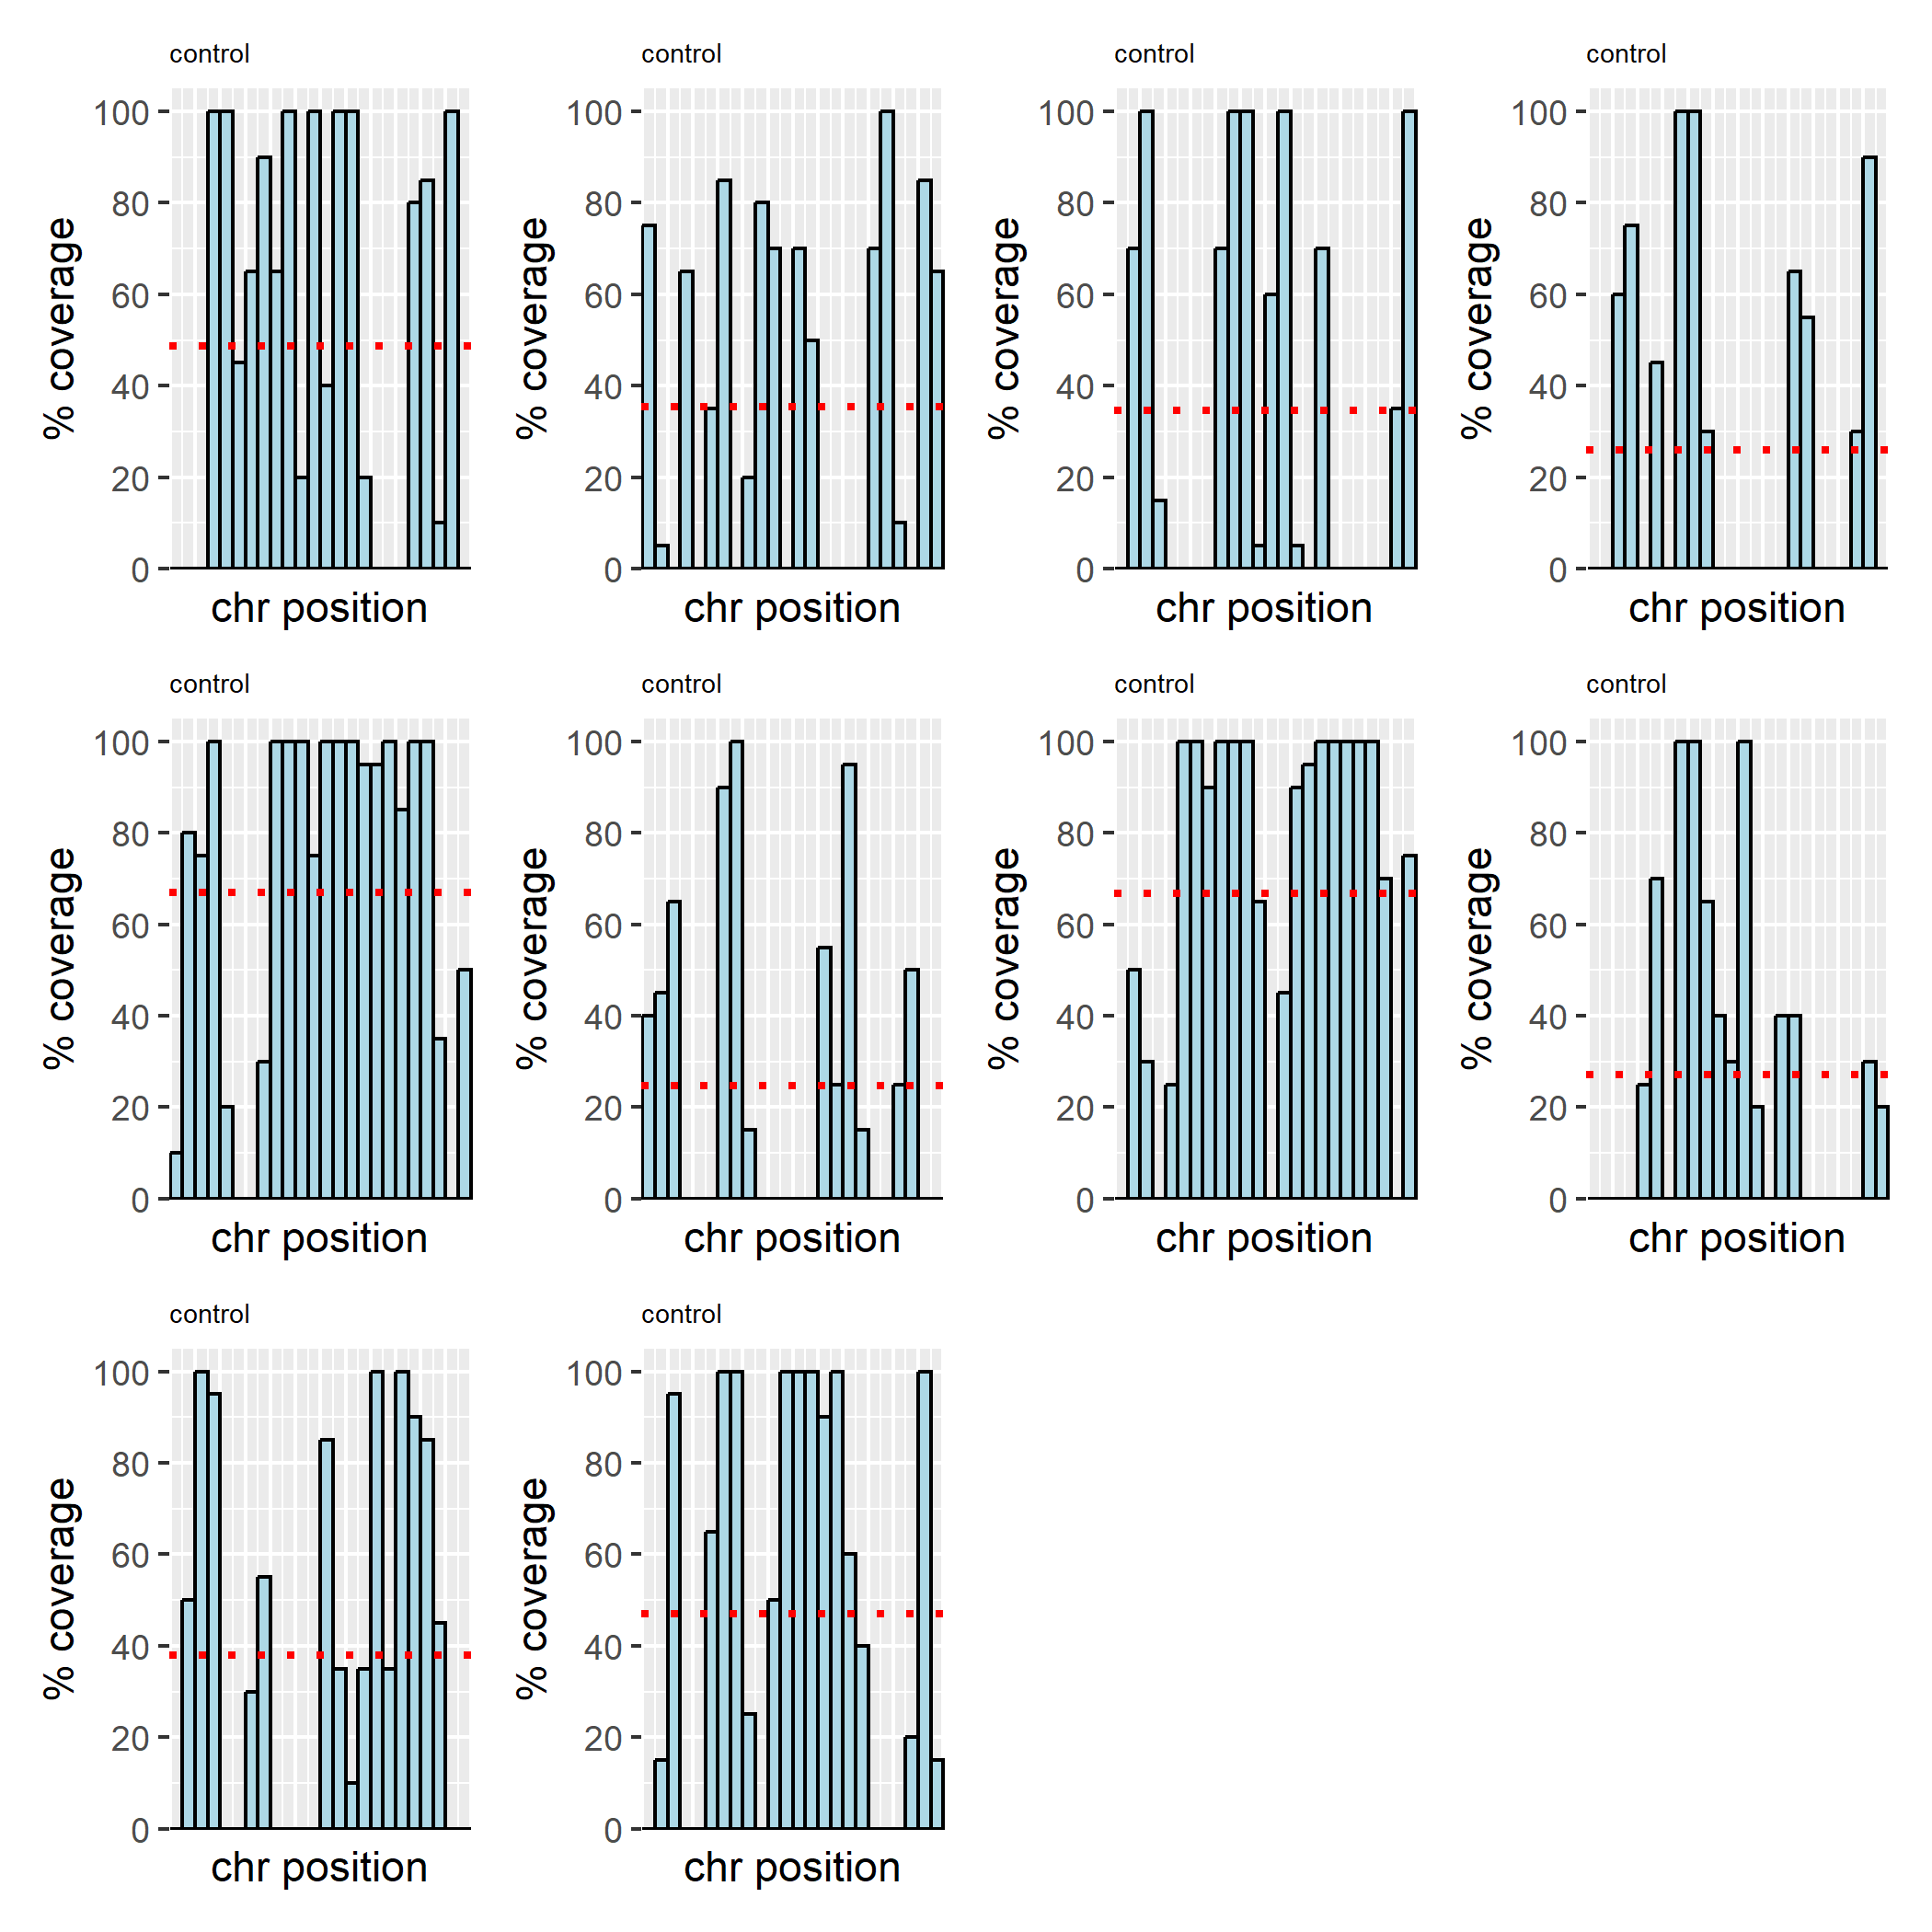 control control control control
100 100 100 100
80 80 80 80
60 60 60 60
40 40 40 40
20 20 20 20
0 0 0 0
% coverage % coverage % coverage % coverage
chr position chr position chr position chr position
control control control control
100 100 100 100
80 80 80 80
60 60 60 60
40 40 40 40
20 20 20 20
0 0 0 0
% coverage % coverage % coverage % coverage
chr position chr position chr position chr position
control control
100 100
80 80
60 60
40 40
20 20
0 0
% coverage % coverage
chr position chr position